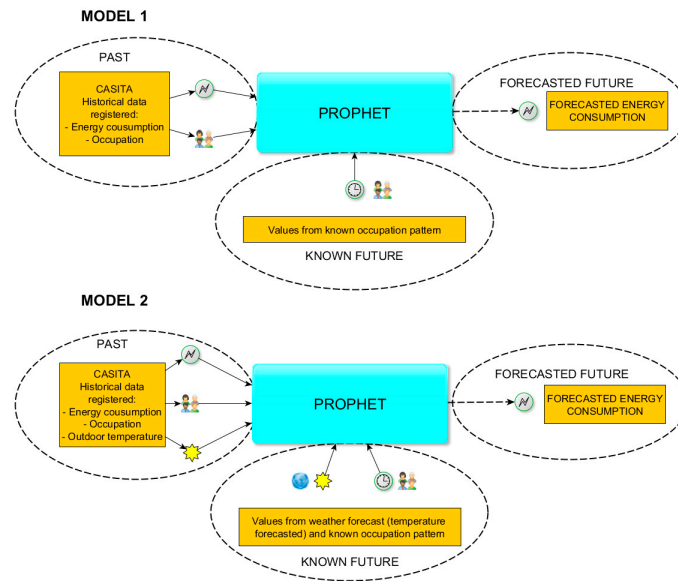 MODEL 1
PAST
CASITA
Historical data
registered:
- Energy cousumption
- Occupation
PROPHET
FORECASTED FUTURE
FORECASTED ENERGY
CONSUMPTION
Values from known occupation pattern
KNOWN FUTURE
MODEL 2
PAST
CASITA
Historical data
registered:
- Energy cousumption
- Occupation
- Outdoor temperature
PROPHET
FORECASTED FUTURE
FORECASTED ENERGY
CONSUMPTION
Values from weather forecast (temperature
forecasted) and known occupation pattern
KNOWN FUTURE